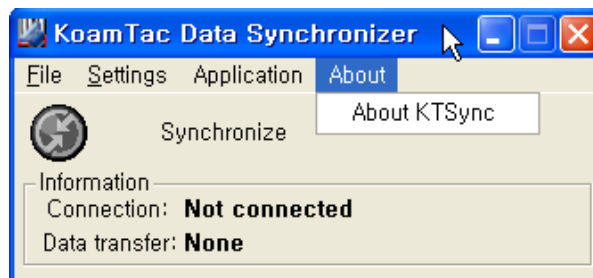 KoamTac Data Synchronizer
File Settings Application About
About KTSync
Synchronize
Information
Connection: Not connected
Data transfer: None